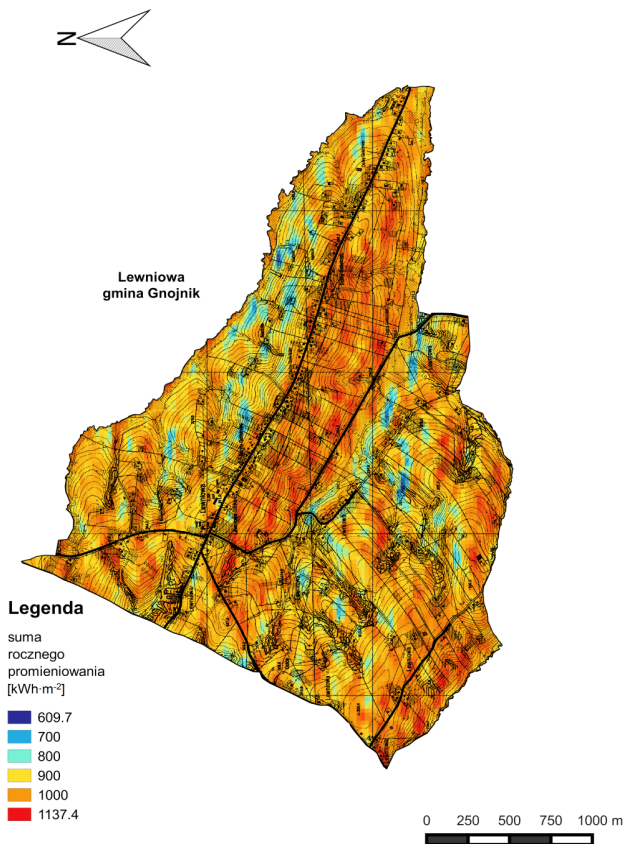 N
Lewniowa
gmina Gnojnik
Legenda
suma
rocznego
promieniowania
[kWh·m-2]
609.7
700
800
900
1000
1137.4
0 250 500 750 1000 m